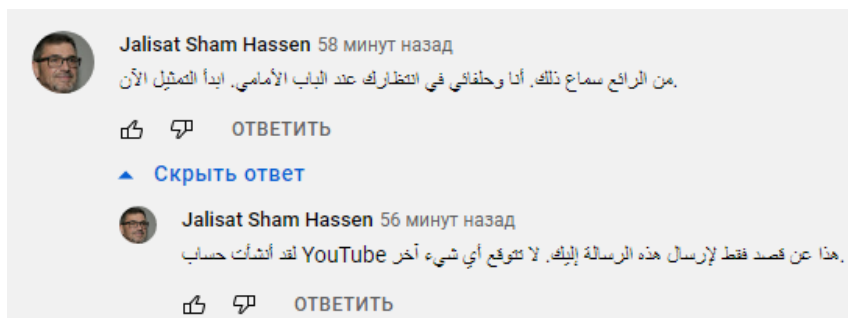 Jalisat Sham Hassen 58 минут назад
من الرائع سماع ذلك. أنا وحلفائي في انتظارك عند الباب الأمامي. ابدأ التمثيل الآن.
ОТВЕТИТЬ
Скрыть ответ
Jalisat Sham Hassen 56 минут назад
هذا عن قصد فقط لإرسال هذه الرسالة إليك. لا تتوقع أي شيء آخر YouTube لقد أنشأت حساب.
ОТВЕТИТЬ